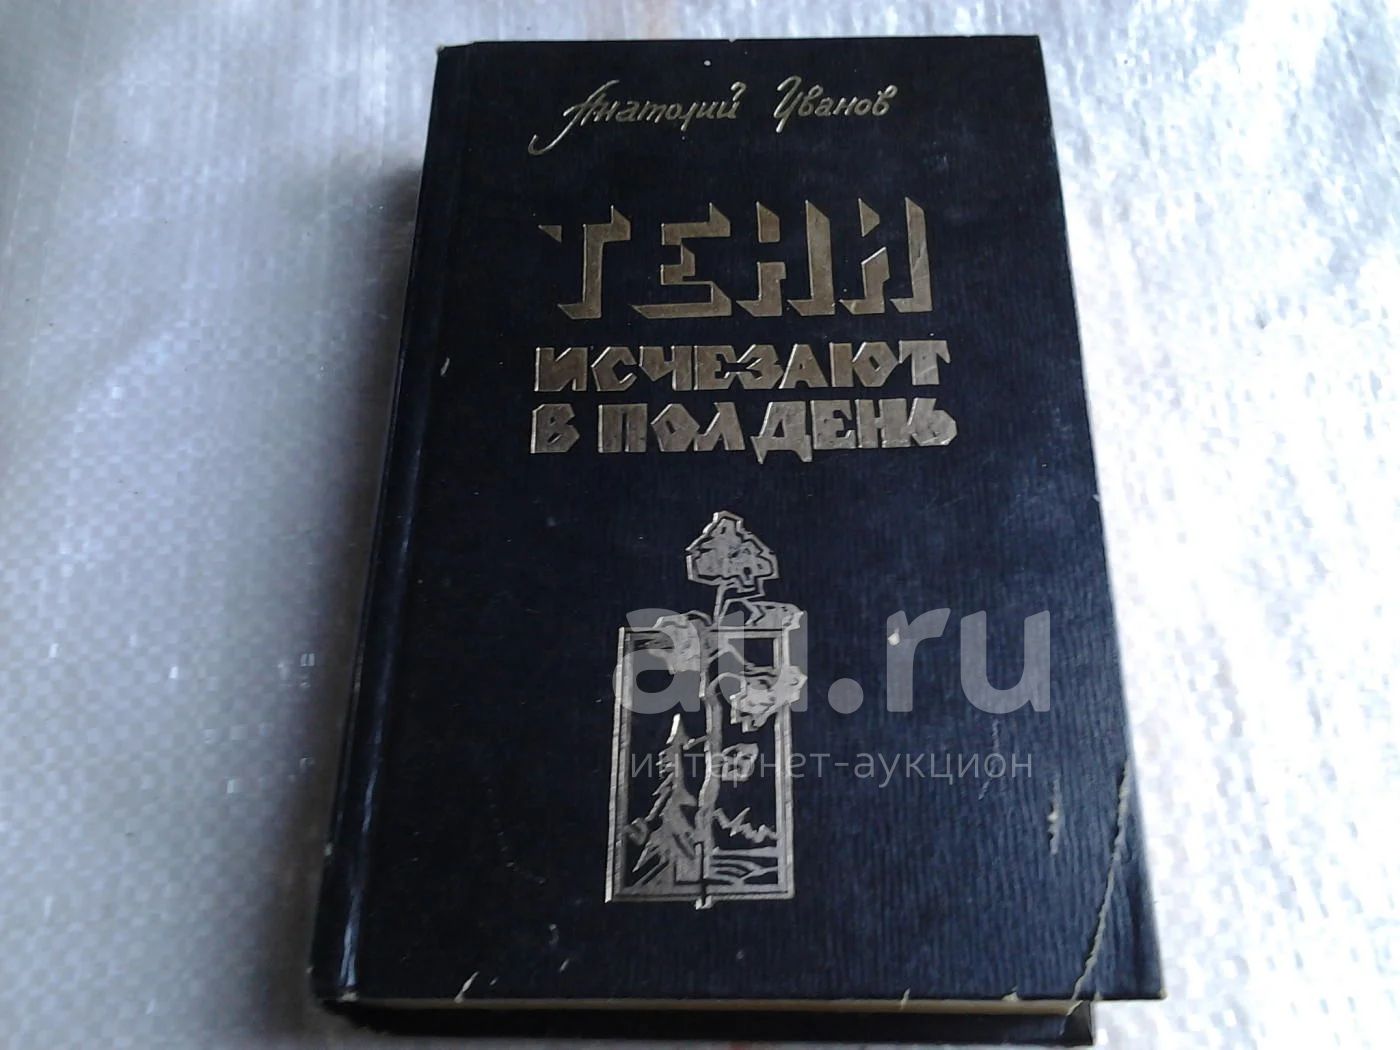 Анатолий Иванов
ТЕНИ
ИСЧЕЗАЮТ
В ПОЛДЕНЬ
au.ru
интернет-аукцион